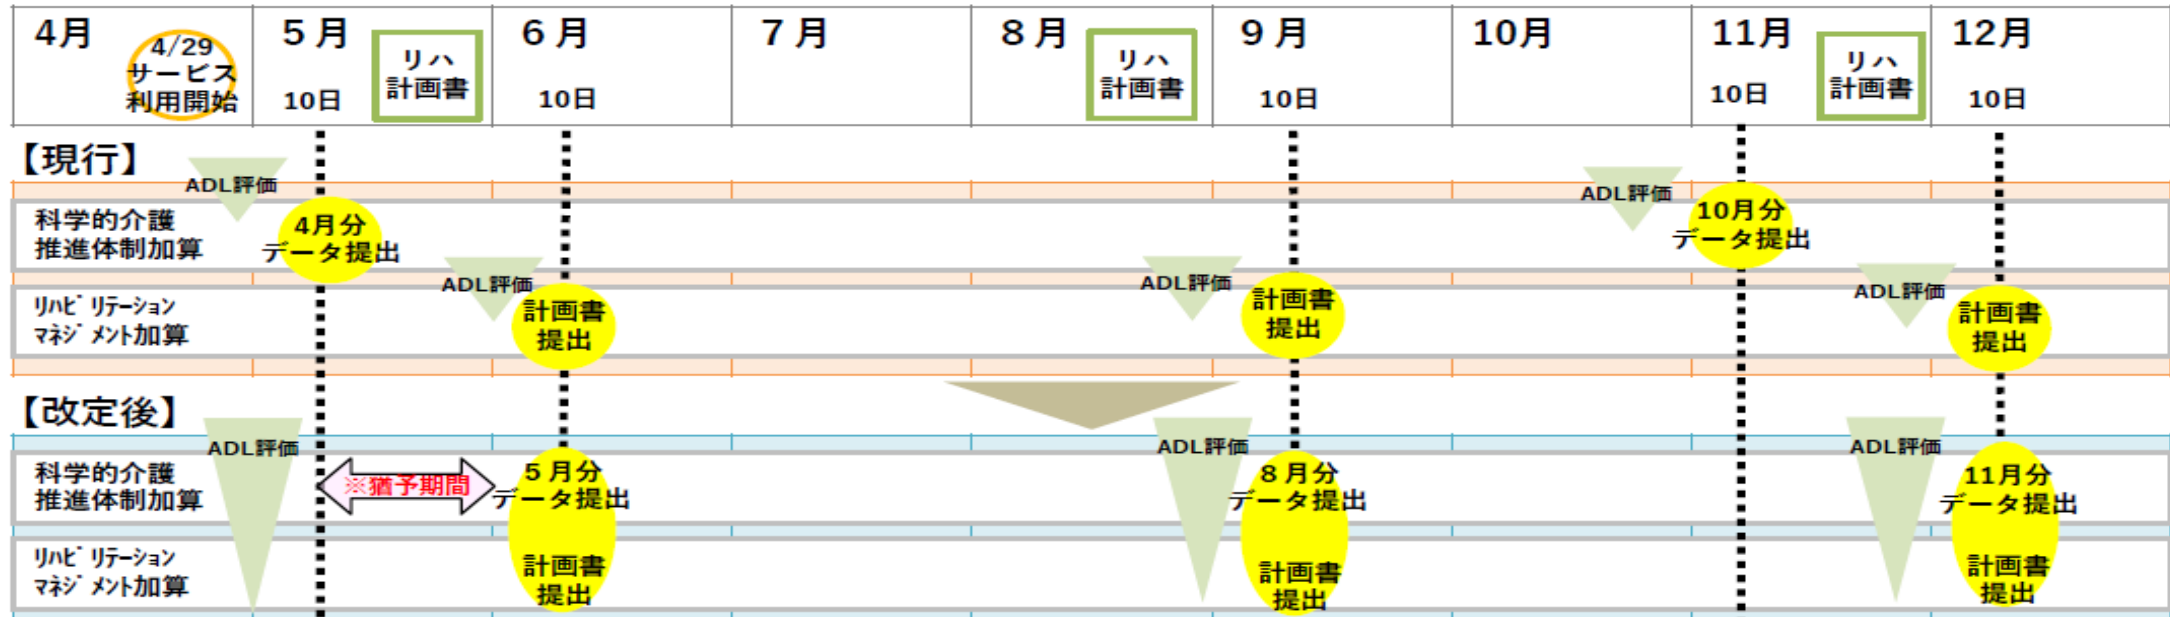 4月
4/29
サービス
利用開始
5月
10日
リハ
計画書
6月
10日
7月
8月
リハ
計画書
9月
10日
10月
11月
10日
リハ
計画書
12月
10日
【現行】
ADL評価
ADL評価
科学的介護
推進体制加算
4月分
データ提出
10月分
データ提出
ADL評価
ADL評価
ADL評価
リハビリテーション
マネジメント加算
計画書
提出
計画書
提出
計画書
提出
【改定後】
ADL評価
ADL評価
ADL評価
科学的介護
推進体制加算
※猶予期間
5月分
データ提出
8月分
データ提出
11月分
データ提出
リハビリテーション
マネジメント加算
計画書
提出
計画書
提出
計画書
提出